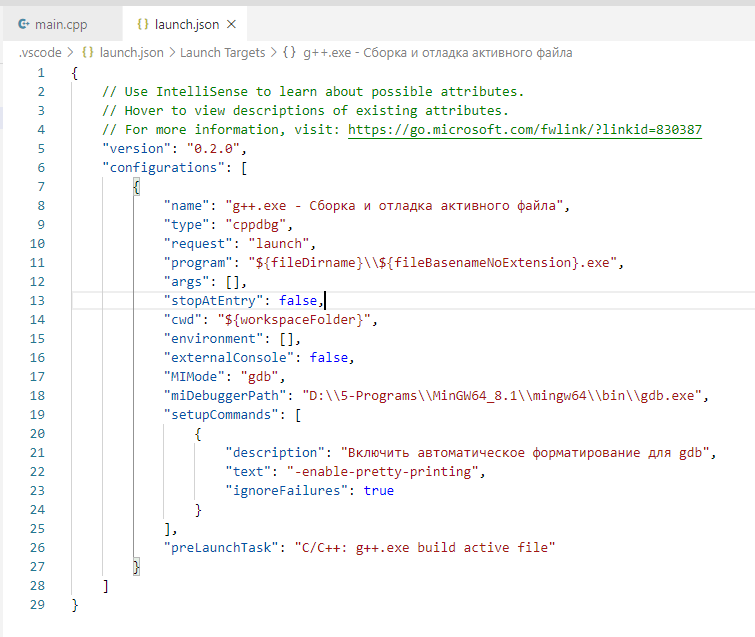 main.cpp
launch.json
.vscode > launch.json > Launch Targets > {} g++.exe - Сборка и отладка активного файла
1 {
2 // Use IntelliSense to learn about possible attributes.
3 // Hover to view descriptions of existing attributes.
4 // For more information, visit: https://go.microsoft.com/fwlink/?linkid=830387
5 "version": "0.2.0",
6 "configurations": [
7 {
8 "name": "g++.exe - Сборка и отладка активного файла",
9 "type": "cppdbg",
10 "request": "launch",
11 "program": "${fileDirname}\\${fileBasenameNoExtension}.exe",
12 "args": [],
13 "stopAtEntry": false,
14 "cwd": "${workspaceFolder}",
15 "environment": [],
16 "externalConsole": false,
17 "MIMode": "gdb",
18 "miDebuggerPath": "D:\\5-Programs\\MinGW64_8.1\\mingw64\\bin\\gdb.exe",
19 "setupCommands": [
20 {
21 "description": "Включить автоматическое форматирование для gdb",
22 "text": "-enable-pretty-printing",
23 "ignoreFailures": true
24 }
25 ],
26 "preLaunchTask": "C/C++: g++.exe build active file"
27 }
28 ]
29 }